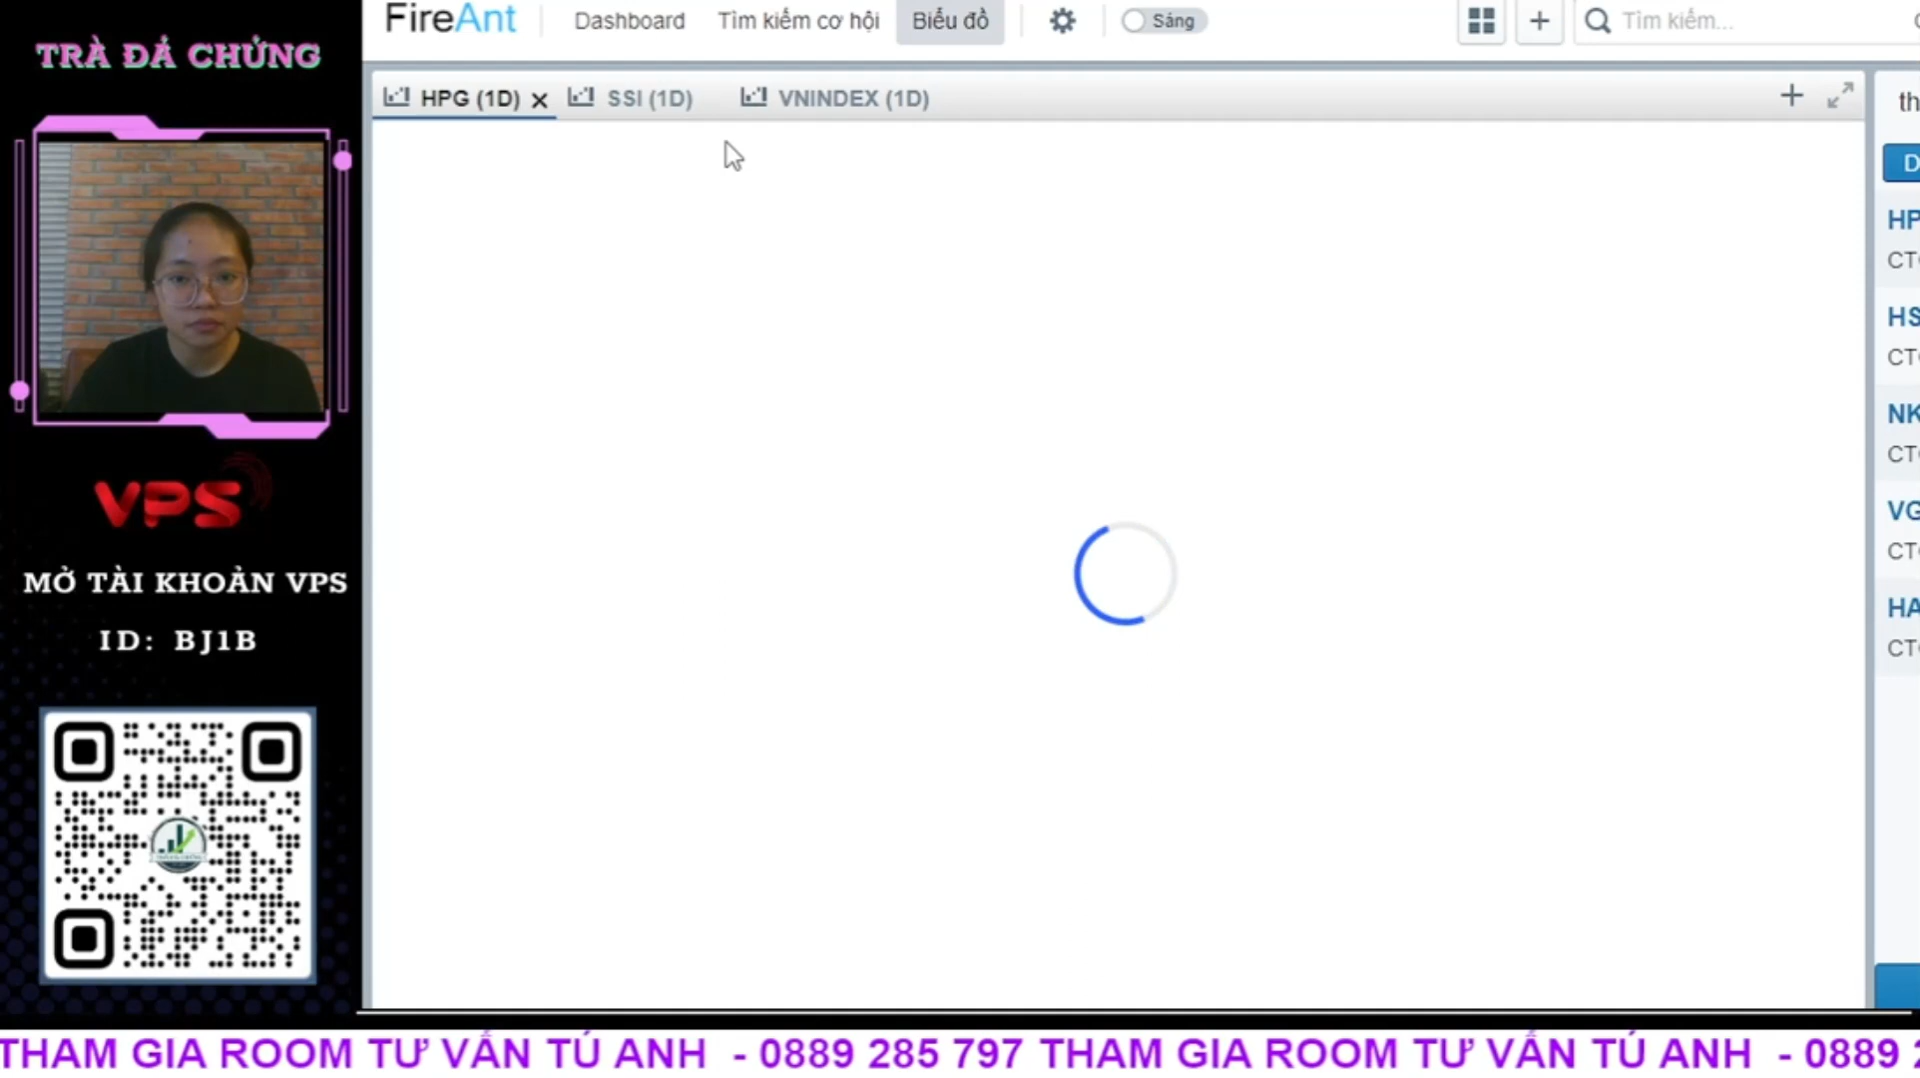 TRÀ ĐÁ CHỨNG
VPS
MỞ TÀI KHOẢN VPS
ID: BJ1B
FireAnt
Dashboard
Tìm kiếm cơ hội
Biểu đồ
Sáng
Tìm kiếm...
HPG (1D)
SSI (1D)
VNINDEX (1D)
THAM GIA ROOM TƯ VẤN TÚ ANH - 0889 285 797 THAM GIA ROOM TƯ VẤN TÚ ANH - 0889